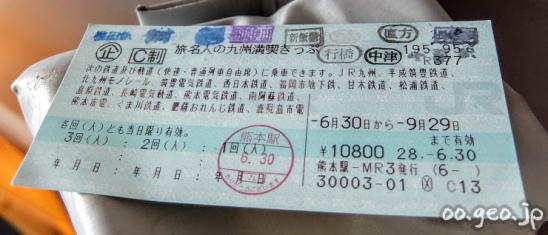 新飯塚 直方
企 C制 行橋 中津 195-95
旅名人の九州満喫きっぷ R377
次の鉄道及び軌道(快速・普通列車自由席)に乗車できます。JR九州、平成筑豊鉄道、
北九州モノレール、筑豊電気鉄道、西日本鉄道、福岡市地下鉄、甘木鉄道、松浦鉄道、
島原鉄道、長崎電気軌道、熊本電気鉄道、南阿蘇鉄道、
熊本市電、くま川鉄道、肥薩おれんじ鉄道、鹿児島市電
-6月30日から-9月29日
各回(人)とも当日限り有効。 まで有効
3回(人): 2回(人): 1回(人): ¥10800 28.-6.30
熊本駅
6.30
年 月 日: 年 月 日: 年 月 日 熊本駅-MR3発行 (6-)
30003-01 C13
oo.geo.jp